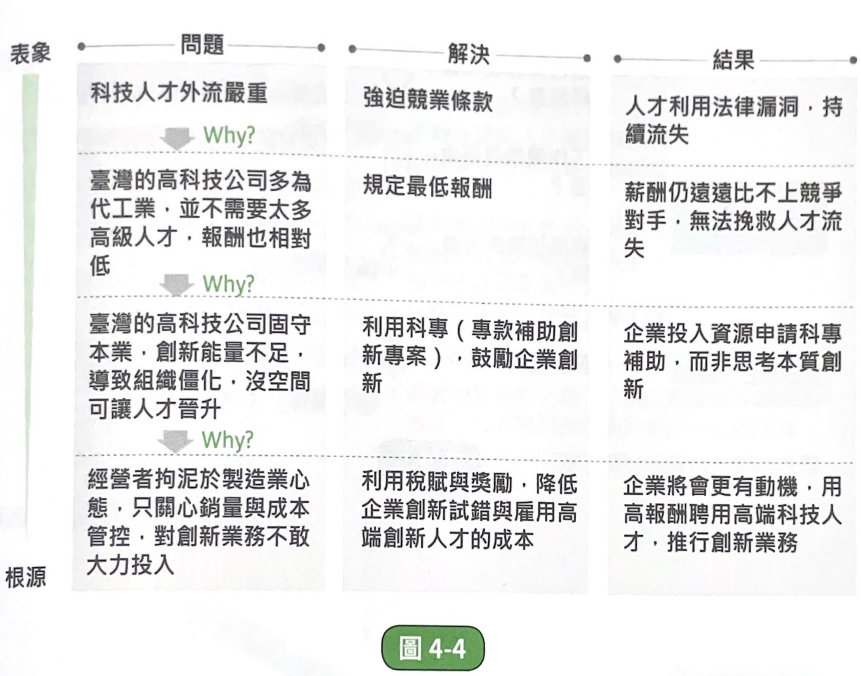 表象
問題
解決
結果
科技人才外流嚴重
強迫競業條款
人才利用法律漏洞，持
續流失
Why?
臺灣的高科技公司多為
代工業，並不需要太多
高級人才，報酬也相對
低
規定最低報酬
薪酬仍遠遠比不上競爭
對手，無法挽救人才流
失
Why?
臺灣的高科技公司固守
本業，創新能量不足，
導致組織僵化，沒空間
可讓人才晉升
利用科專（專款補助創
新專案），鼓勵企業創
新
企業投入資源申請科專
補助，而非思考本質創
新
Why?
經營者拘泥於製造業心
態，只關心銷量與成本
管控，對創新業務不敢
大力投入
利用稅賦與獎勵，降低
企業創新試錯與雇用高
端創新人才的成本
企業將會更有動機，用
高報酬聘用高端科技人
才，推行創新業務
根源
圖 4-4